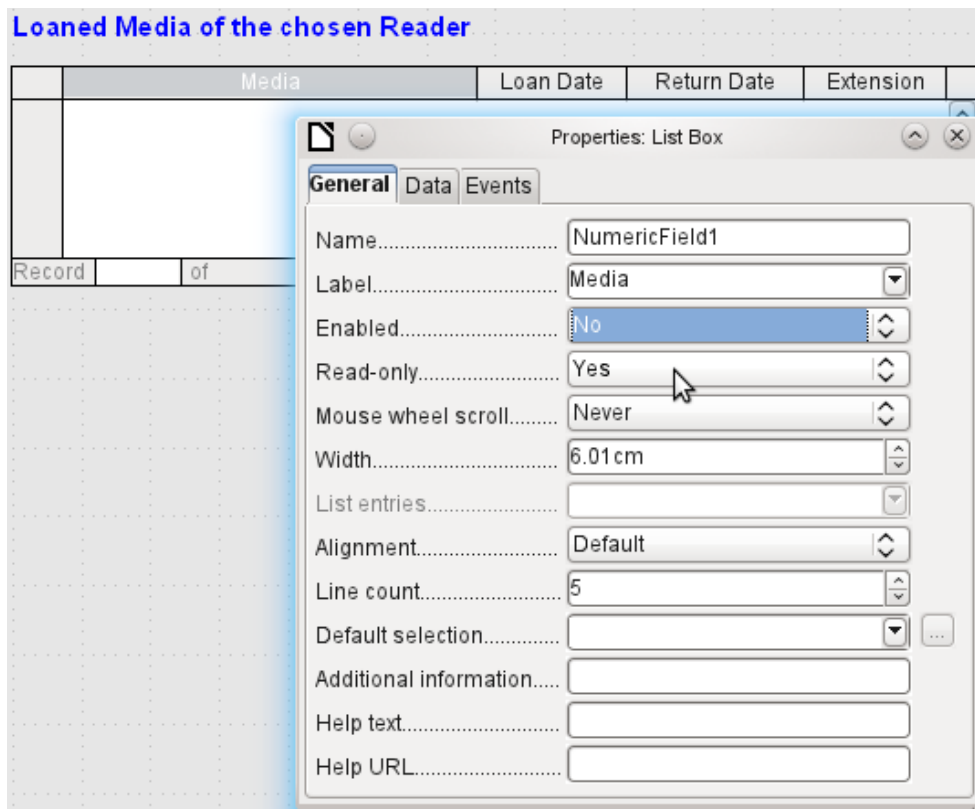 Loaned Media of the chosen Reader
Media Loan Date Return Date Extension
Properties: List Box
General Data Events
Name.............................. NumericField1
Record of
Label.............................. Media
Enabled.......................... No
Read-only........................ Yes
Mouse wheel scroll......... Never
Width.............................. 6.01cm
List entries......................
Alignment........................ Default
Line count....................... 5
Default selection..............
Additional information.....
Help text..........................
Help URL.........................